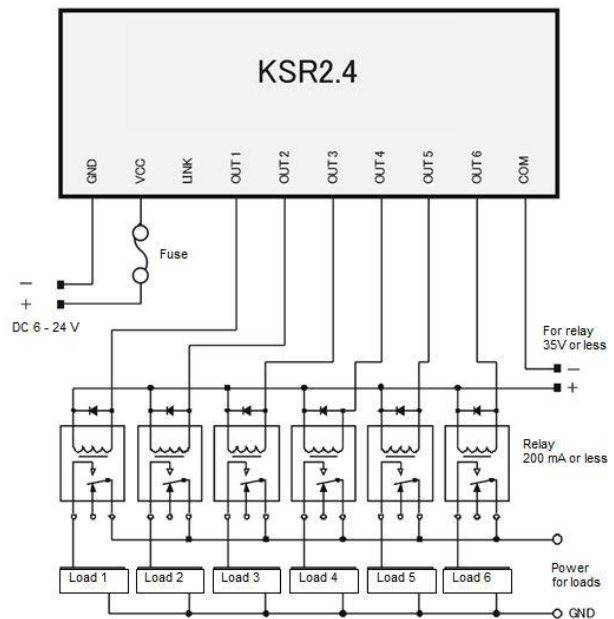 KSR2.4
GND
VCC
LINK
OUT 1
OUT 2
OUT 3
OUT 4
OUT 5
OUT 6
COM
Fuse
−
+
DC 6 - 24 V
For relay
35V or less
−
+
Relay
200 mA or less
Load 1
Load 2
Load 3
Load 4
Load 5
Load 6
Power
for loads
GND